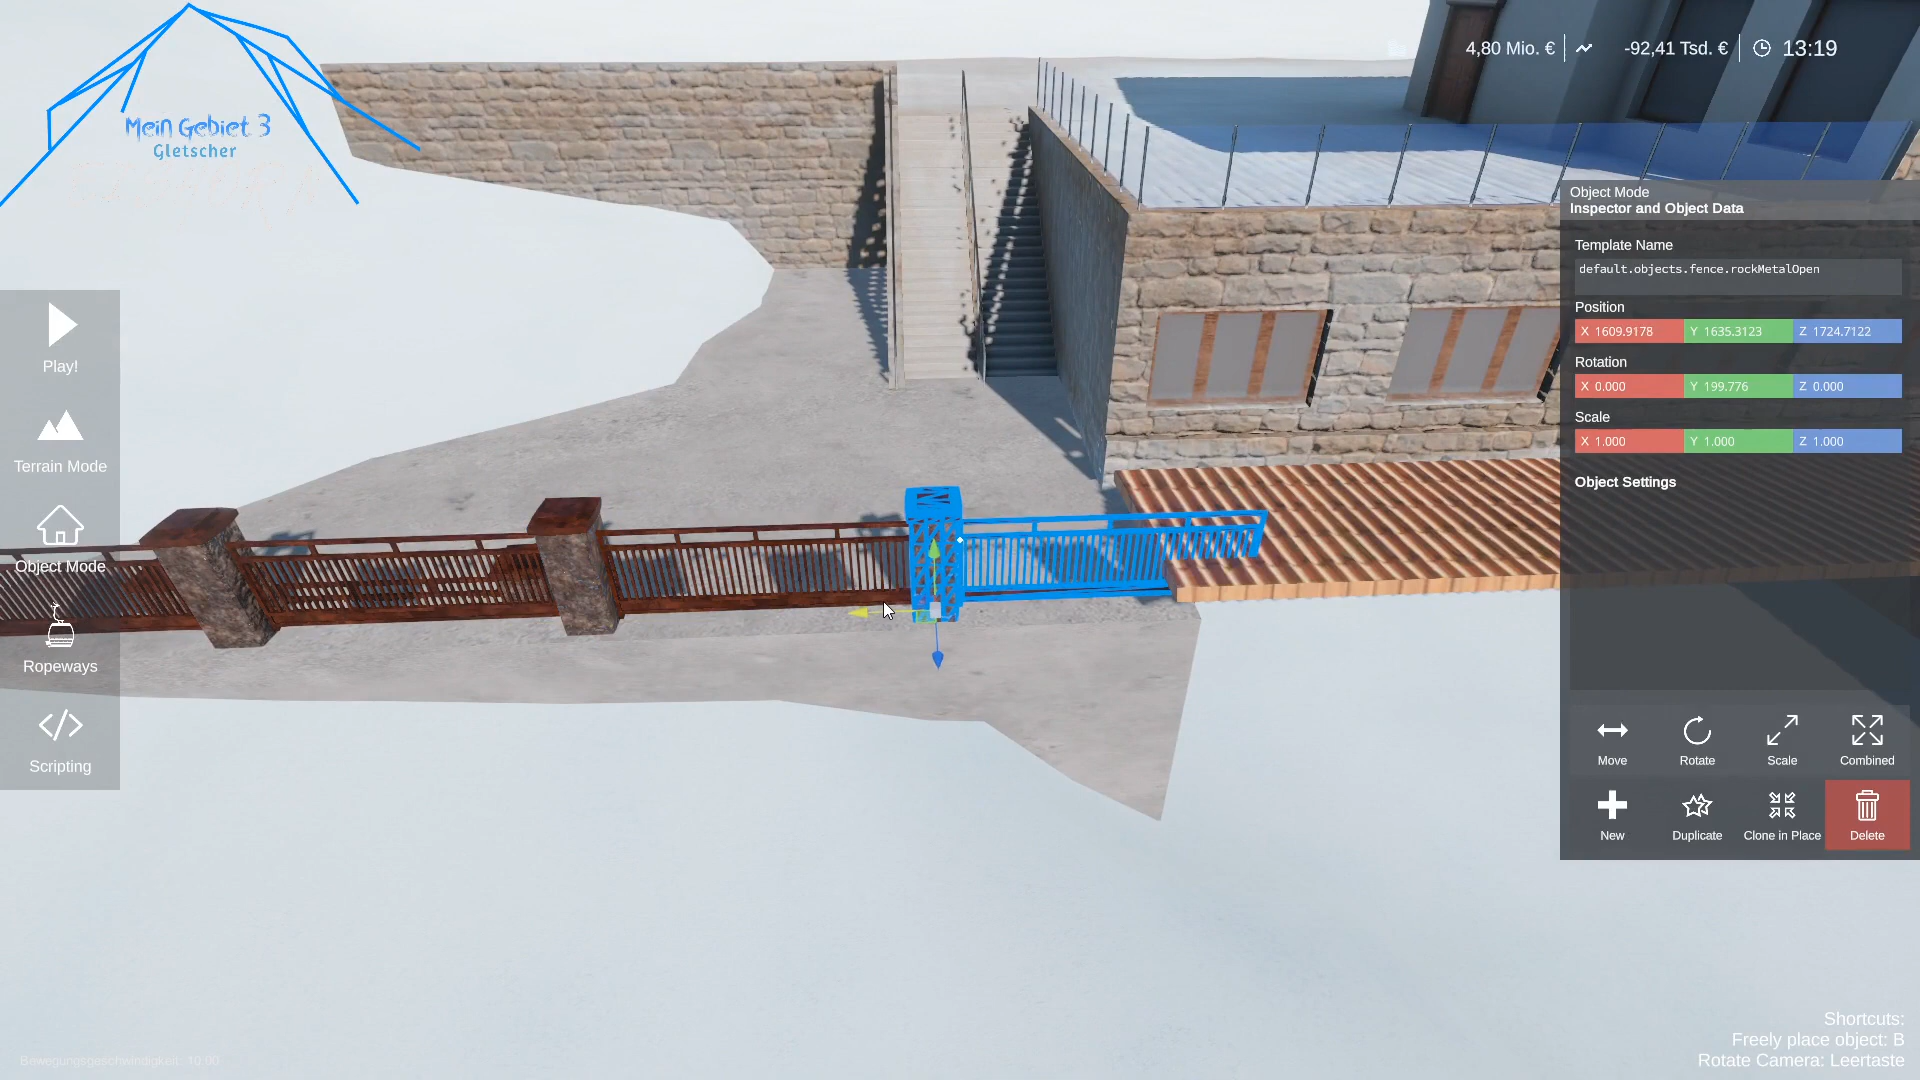 Mein Gebiet 3
Gletscher
4,80 Mio. €
-92,41 Tsd. €
13:19
Object Mode
Inspector and Object Data
Template Name
default.objects.fence.rockMetalOpen
Position
X 1609.9178 Y 1635.3123 Z 1724.7122
Rotation
X 0.000 Y 199.776 Z 0.000
Scale
X 1.000 Y 1.000 Z 1.000
Object Settings
Play!
Terrain Mode
Object Mode
Ropeways
Scripting
Move Rotate Scale Combined
New Duplicate Clone in Place Delete
Shortcuts:
Freely place object: B
Rotate Camera: Leertaste
Bewegungsgeschwindigkeit: 10.00